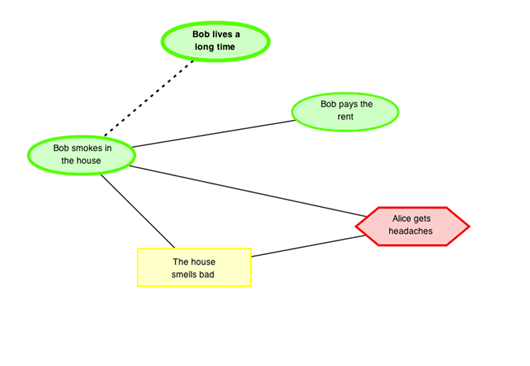 Bob lives a
long time
Bob pays the
rent
Bob smokes in
the house
Alice gets
headaches
The house
smells bad